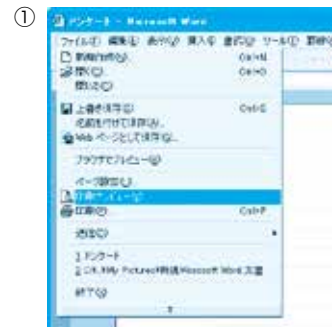 ①
アンケート - Microsoft Word
ファイル(F) 編集(E) 表示(V) 挿入(I) 書式(O) ツール(T) 罫線(A)
新規作成(N)... Ctrl+N
開く(O)... Ctrl+O
閉じる(C)
上書き保存(S) Ctrl+S
名前を付けて保存(A)...
Web ページとして保存(G)...
ブラウザでプレビュー(B)
ページ設定(U)...
印刷プレビュー(V)
印刷(P)... Ctrl+P
送信(D)
1 アンケート
終了(X)